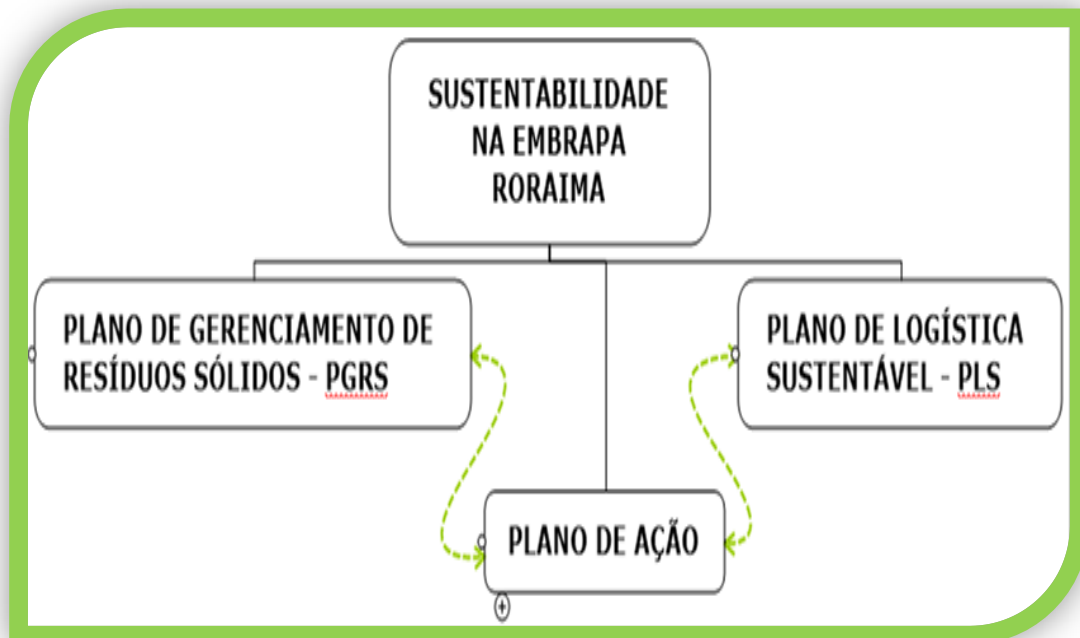 SUSTENTABILIDADE
NA EMBRAPA
RORAIMA
PLANO DE GERENCIAMENTO DE
RESÍDUOS SÓLIDOS - PGRS
PLANO DE LOGÍSTICA
SUSTENTÁVEL - PLS
PLANO DE AÇÃO